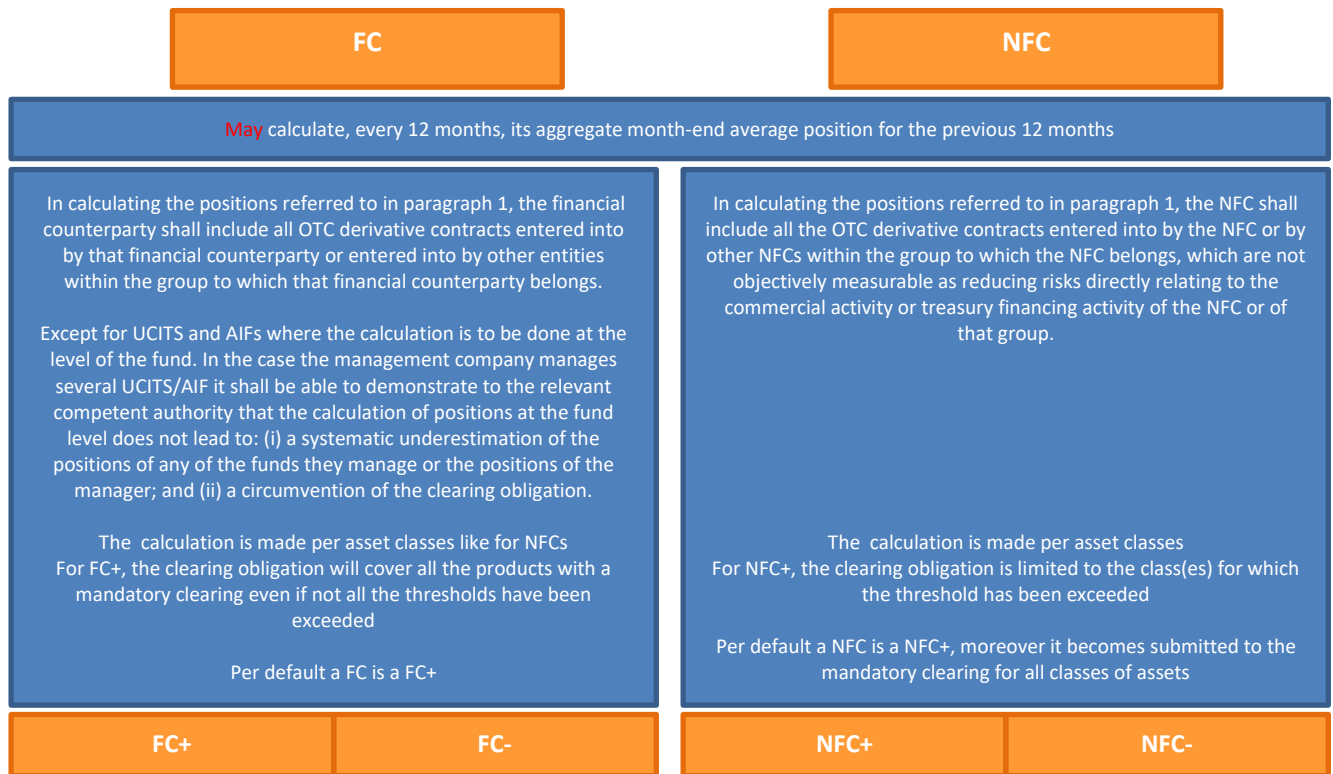 FC
NFC
May calculate, every 12 months, its aggregate month-end average position for the previous 12 months
In calculating the positions referred to in paragraph 1, the financial
counterparty shall include all OTC derivative contracts entered into
by that financial counterparty or entered into by other entities
within the group to which that financial counterparty belongs.
Except for UCITS and AIFs where the calculation is to be done at the
level of the fund. In the case the management company manages
several UCITS/AIF it shall be able to demonstrate to the relevant
competent authority that the calculation of positions at the fund
level does not lead to: (i) a systematic underestimation of the
positions of any of the funds they manage or the positions of the
manager; and (ii) a circumvention of the clearing obligation.
The calculation is made per asset classes like for NFCs
For FC+, the clearing obligation will cover all the products with a
mandatory clearing even if not all the thresholds have been
exceeded
Per default a FC is a FC+
In calculating the positions referred to in paragraph 1, the NFC shall
include all the OTC derivative contracts entered into by the NFC or by
other NFCs within the group to which the NFC belongs, which are not
objectively measurable as reducing risks directly relating to the
commercial activity or treasury financing activity of the NFC or of
that group.
The calculation is made per asset classes
For NFC+, the clearing obligation is limited to the class(es) for which
the threshold has been exceeded
Per default a NFC is a NFC+, moreover it becomes submitted to the
mandatory clearing for all classes of assets
FC+
FC-
NFC+
NFC-